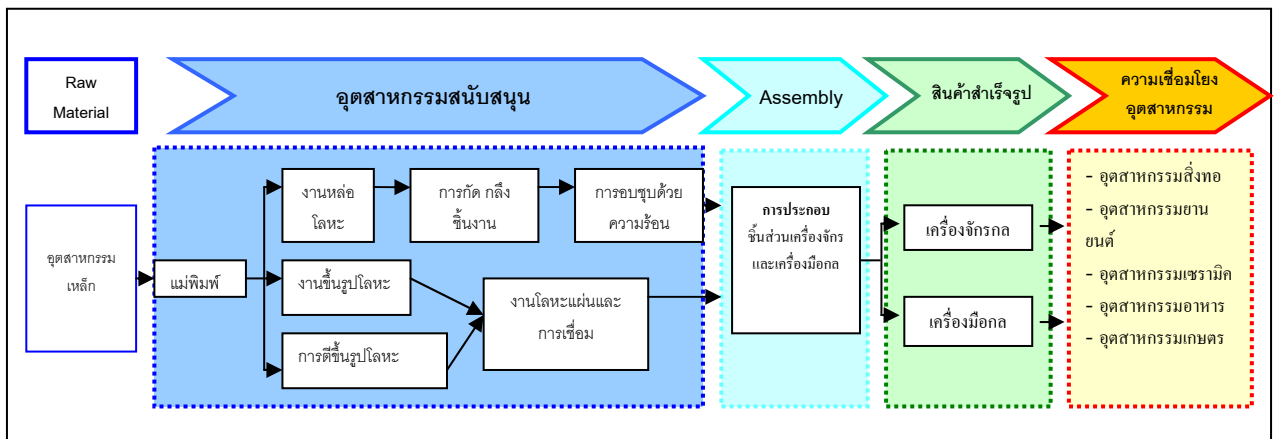 Raw
Material
อุตสาหกรรมสนับสนุน
Assembly
สินค้าสำเร็จรูป
ความเชื่อมโยง
อุตสาหกรรม
อุตสาหกรรม
เหล็ก
แม่พิมพ์
งานหล่อ
โลหะ
การกัด กลึง
ชิ้นงาน
การอบชุบด้วย
ความร้อน
งานขึ้นรูปโลหะ
การตีขึ้นรูปโลหะ
งานโลหะแผ่นและ
การเชื่อม
การประกอบ
ชิ้นส่วนเครื่องจักร
และเครื่องมือกล
เครื่องจักรกล
เครื่องมือกล
- อุตสาหกรรมสิ่งทอ
- อุตสาหกรรมยาน
ยนต์
- อุตสาหกรรมเซรามิค
- อุตสาหกรรมอาหาร
- อุตสาหกรรมเกษตร